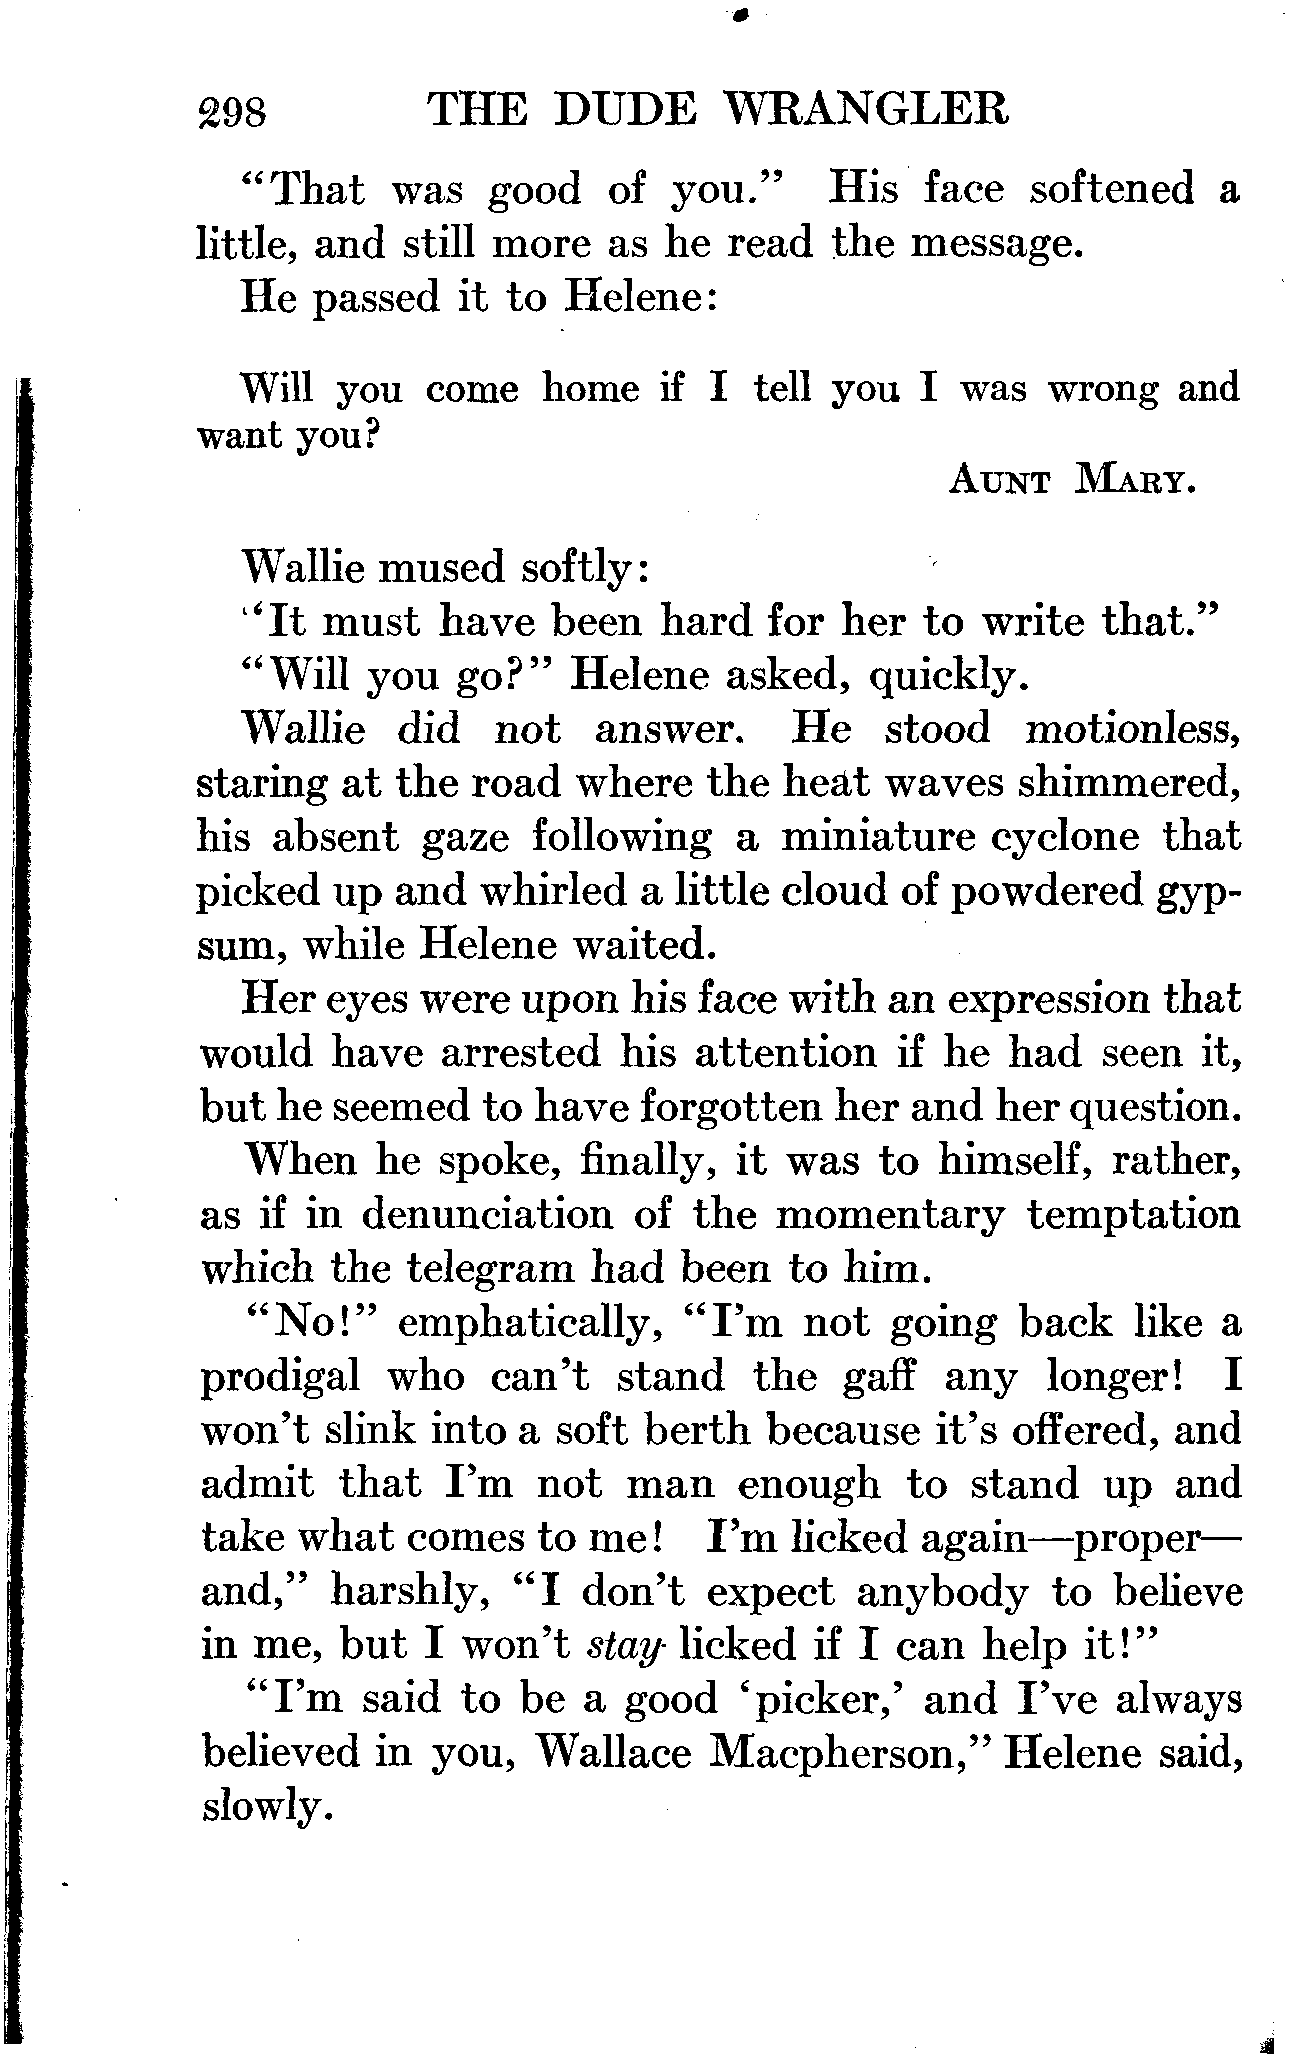 298 THE DUDE WRANGLER
“That was good of you.” His face softened a
little, and still more as he read the message.
He passed it to Helene:
Will you come home if I tell you I was wrong and
want you?
AUNT MARY.
Wallie mused softly:
“It must have been hard for her to write that.”
“Will you go?” Helene asked, quickly.
Wallie did not answer. He stood motionless,
staring at the road where the heat waves shimmered,
his absent gaze following a miniature cyclone that
picked up and whirled a little cloud of powdered gyp-
sum, while Helene waited.
Her eyes were upon his face with an expression that
would have arrested his attention if he had seen it,
but he seemed to have forgotten her and her question.
When he spoke, finally, it was to himself, rather,
as if in denunciation of the momentary temptation
which the telegram had been to him.
“No!” emphatically, “I’m not going back like a
prodigal who can’t stand the gaff any longer! I
won’t slink into a soft berth because it’s offered, and
admit that I’m not man enough to stand up and
take what comes to me! I’m licked again—proper—
and,” harshly, “I don’t expect anybody to believe
in me, but I won’t stay licked if I can help it!”
“I’m said to be a good ‘picker,’ and I’ve always
believed in you, Wallace Macpherson,” Helene said,
slowly.